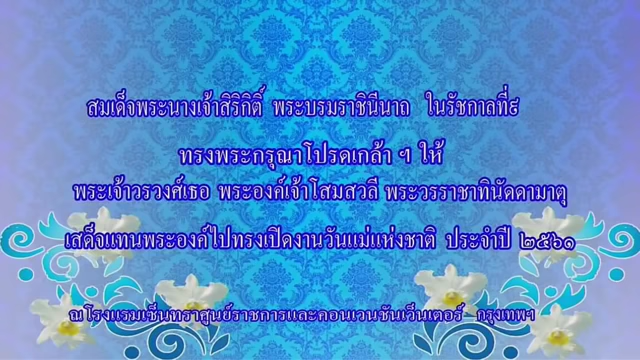 สมเด็จพระนางเจ้าสิริกิติ์ พระบรมราชินีนาถ ในรัชกาลที่๙
ทรงพระกรุณาโปรดเกล้า ฯ ให้
พระเจ้าวรวงศ์เธอ พระองค์เจ้าโสมสวลี พระวรราชาทินัดดามาตุ
เสด็จแทนพระองค์ไปทรงเปิดงานวันแม่แห่งชาติ ประจำปี ๒๕๖๑
ณ โรงแรมเซ็นทราศูนย์ราชการและคอนเวนชันเว็นเตอร์ กรุงเทพฯ